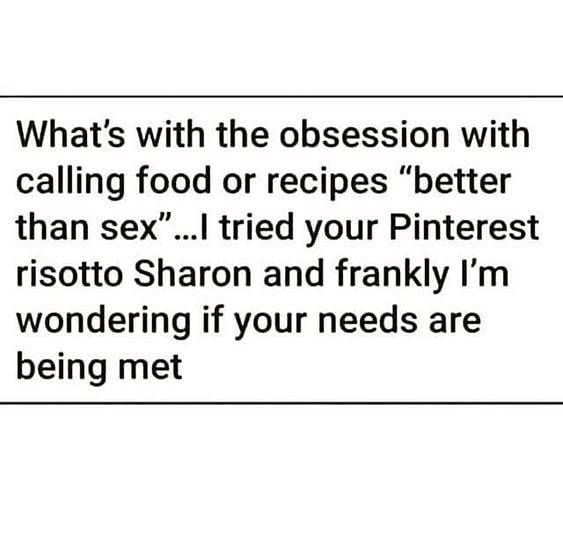 What's with the obsession with
calling food or recipes “better
than sex”...I tried your Pinterest
risotto Sharon and frankly I'm
wondering if your needs are
being met